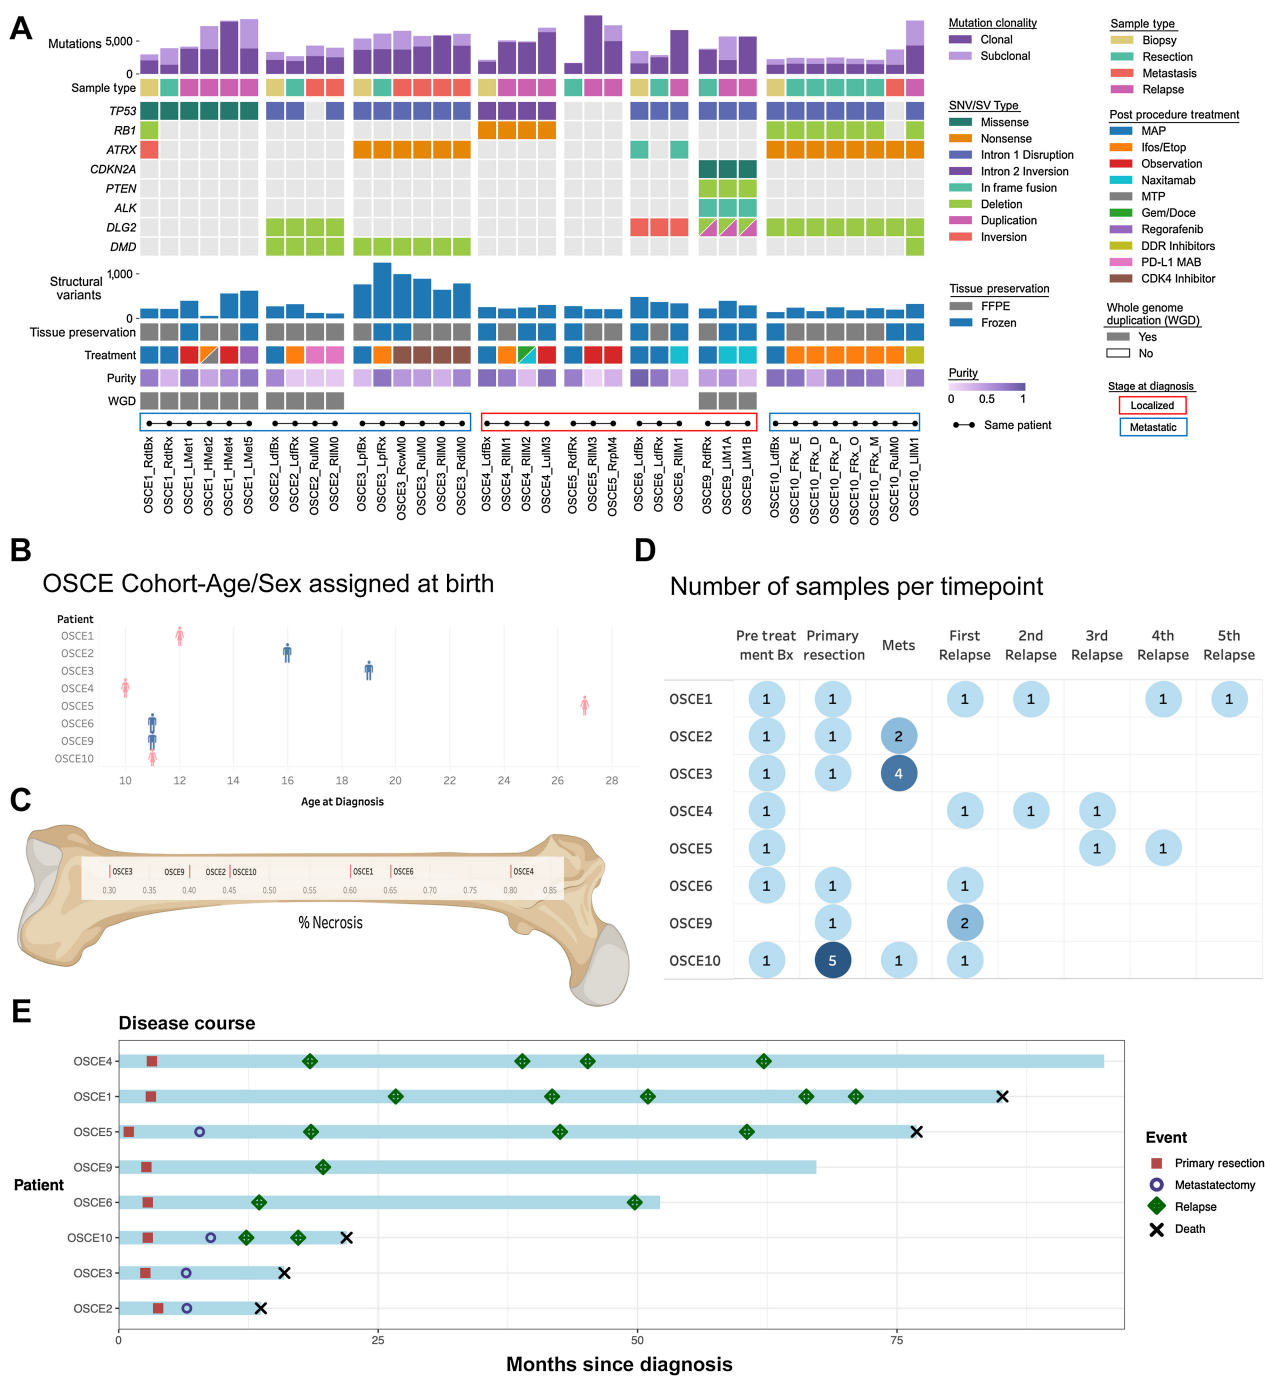 A
Mutations
5,000
0
Sample type
TP53
RB1
ATRX
CDKN2A
PTEN
ALK
DLG2
DMD
Structural
variants
1,000
0
Tissue preservation
Treatment
Purity
WGD
OSCE1_RdtBx
OSCE1_RdtRx
OSCE1_LMet1
OSCE1_HMet2
OSCE1_HMet4
OSCE1_LMet5
OSCE2_LdfBx
OSCE2_LdfRx
OSCE2_RulM0
OSCE2_RllM0
OSCE3_LpfBx
OSCE3_LpfRx
OSCE3_RcwM0
OSCE3_RulM0
OSCE3_RllM0
OSCE3_RdiM0
OSCE4_LdfBx
OSCE4_RllM1
OSCE4_RllM2
OSCE4_LulM3
OSCE5_RdfRx
OSCE5_RllM3
OSCE5_RrpM4
OSCE6_LdfBx
OSCE6_LdfRx
OSCE6_RllM1
OSCE9_RdfRx
OSCE9_LlM1A
OSCE9_LlM1B
OSCE10_LdfBx
OSCE10_FRx_E
OSCE10_FRx_D
OSCE10_FRx_P
OSCE10_FRx_O
OSCE10_FRx_M
OSCE10_RulM0
OSCE10_LllM1
Mutation clonality
Clonal
Subclonal
SNV/SV Type
Missense
Nonsense
Intron 1 Disruption
Intron 2 Inversion
In frame fusion
Deletion
Duplication
Inversion
Tissue preservation
FFPE
Frozen
Purity
0 0.5 1
Same patient
Sample type
Biopsy
Resection
Metastasis
Relapse
Post procedure treatment
MAP
Ifos/Etop
Observation
Naxitamab
MTP
Gem/Doce
Regorafenib
DDR Inhibitors
PD-L1 MAB
CDK4 Inhibitor
Whole genome
duplication (WGD)
Yes
No
Stage at diagnosis
Localized
Metastatic
B
OSCE Cohort-Age/Sex assigned at birth
Patient
OSCE1
OSCE2
OSCE3
OSCE4
OSCE5
OSCE6
OSCE9
OSCE10
10 12 14 16 18 20 22 24 26 28
Age at Diagnosis
C
OSCE3 OSCE9 OSCE2 OSCE10 OSCE1 OSCE6 OSCE4
0.30 0.35 0.40 0.45 0.50 0.55 0.60 0.65 0.70 0.75 0.80 0.85
% Necrosis
D
Number of samples per timepoint
Pre treat Primary First 2nd 3rd 4th 5th
ment Bx resection Mets Relapse Relapse Relapse Relapse Relapse
OSCE1 1 1 1 1 1 1
OSCE2 1 1 2
OSCE3 1 1 4
OSCE4 1 1 1 1
OSCE5 1 1 1
OSCE6 1 1 1
OSCE9 1 2
OSCE10 1 5 1 1
E
Disease course
Patient
OSCE4
OSCE1
OSCE5
OSCE9
OSCE6
OSCE10
OSCE3
OSCE2
0 25 50 75
Months since diagnosis
Event
Primary resection
Metastatectomy
Relapse
Death